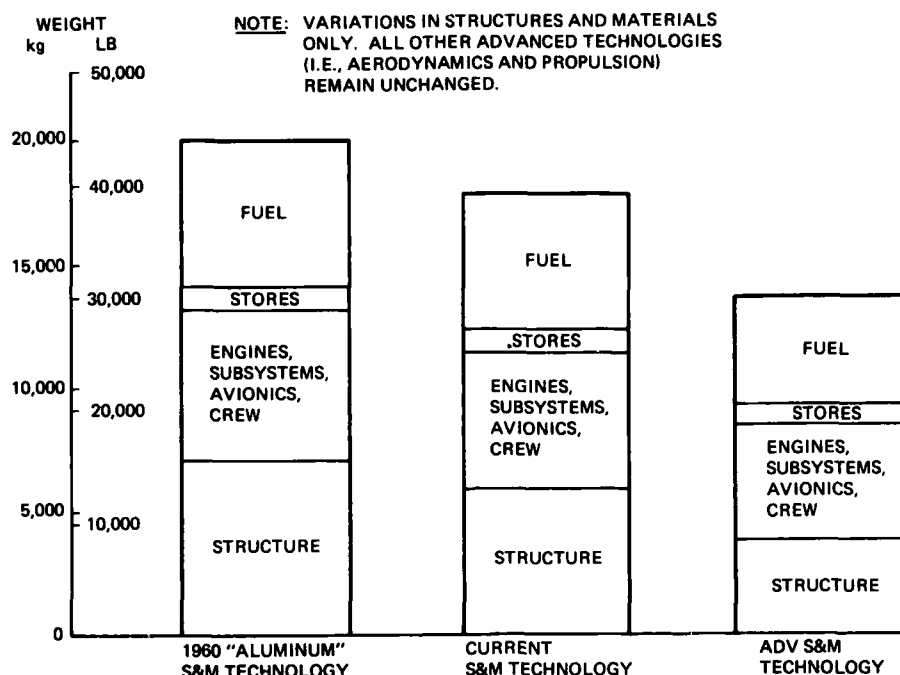 WEIGHT
kg LB
NOTE: VARIATIONS IN STRUCTURES AND MATERIALS
ONLY. ALL OTHER ADVANCED TECHNOLOGIES
(I.E., AERODYNAMICS AND PROPULSION)
REMAIN UNCHANGED.
50,000
20,000
40,000
15,000
30,000
10,000
20,000
5,000
10,000
0
FUEL
STORES
ENGINES,
SUBSYSTEMS,
AVIONICS,
CREW
STRUCTURE
1960 "ALUMINUM"
S&M TECHNOLOGY
FUEL
STORES
ENGINES,
SUBSYSTEMS,
AVIONICS,
CREW
STRUCTURE
CURRENT
S&M TECHNOLOGY
FUEL
STORES
ENGINES,
SUBSYSTEMS,
AVIONICS,
CREW
STRUCTURE
ADV S&M
TECHNOLOGY